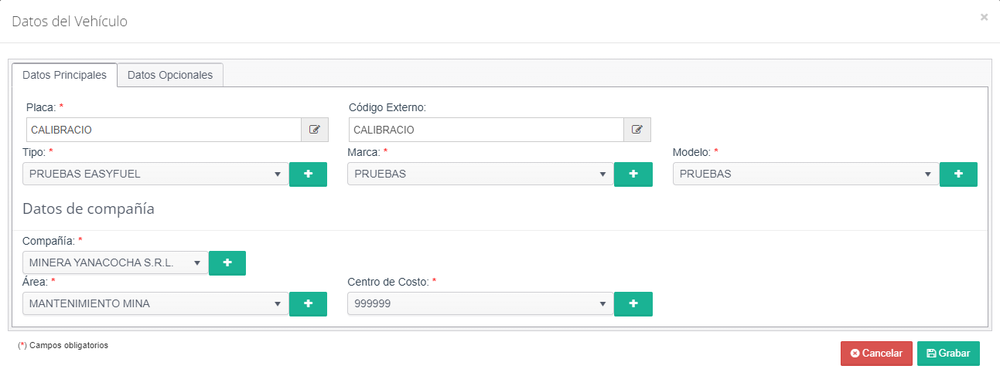 Datos del Vehículo ×
Datos Principales Datos Opcionales
Placa: * Código Externo:
CALIBRACIO CALIBRACIO
Tipo: * Marca: * Modelo: *
PRUEBAS EASYFUEL PRUEBAS PRUEBAS
Datos de compañía
Compañía: *
MINERA YANACOCHA S.R.L.
Área: * Centro de Costo: *
MANTENIMIENTO MINA 999999
(*) Campos obligatorios
Cancelar Grabar